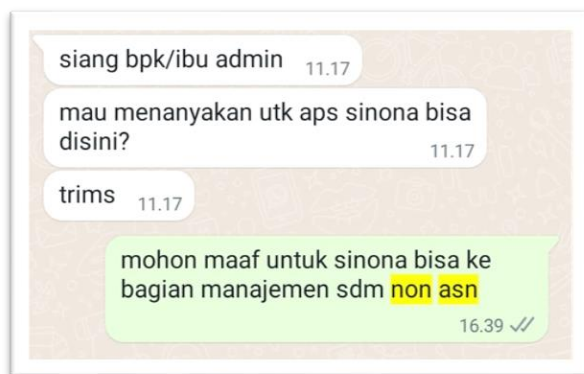 siang bpk/ibu admin 11.17
mau menanyakan utk aps sinona bisa
disini?
11.17
trims 11.17
mohon maaf untuk sinona bisa ke
bagian manajemen sdm non asn
16.39